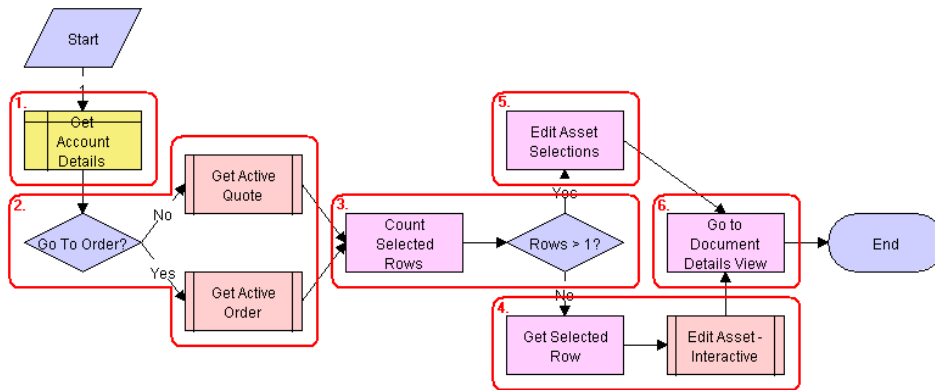 Start
1.
Get
Account
Details
2.
Go To Order?
No
Yes
Get Active
Quote
Get Active
Order
3.
Count
Selected
Rows
Rows > 1?
Yes
No
5.
Edit Asset
Selections
4.
Get Selected
Row
Edit Asset -
Interactive
6.
Go to
Document
Details View
End